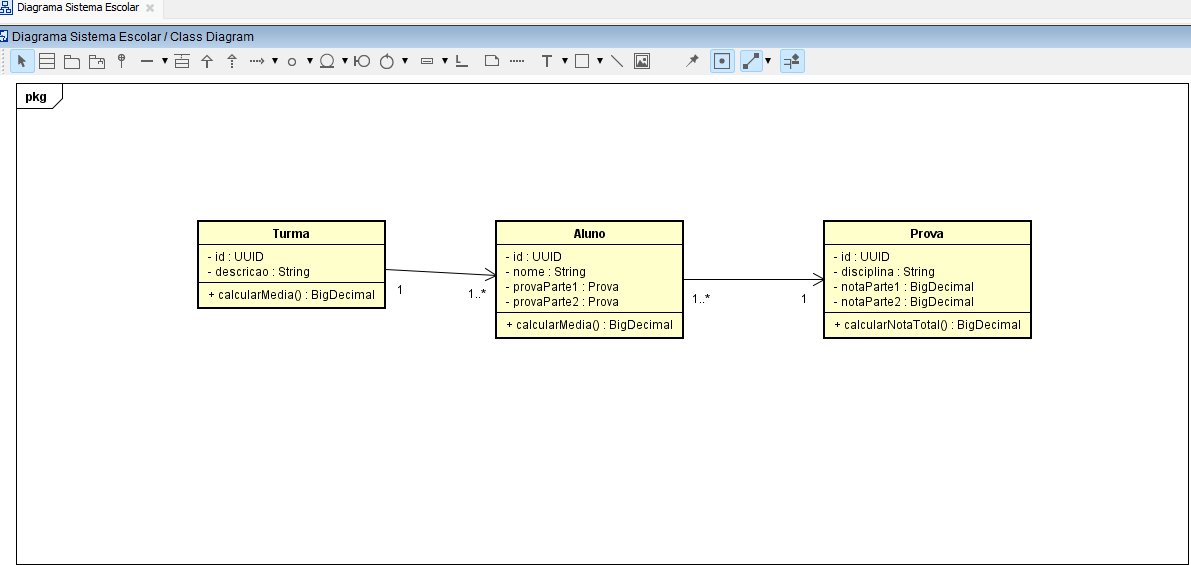 Diagrama Sistema Escolar
Diagrama Sistema Escolar / Class Diagram
pkg
Turma
- id : UUID
- descricao : String
+ calcularMedia() : BigDecimal
1
1..*
Aluno
- id : UUID
- nome : String
- provaParte1 : Prova
- provaParte2 : Prova
+ calcularMedia() : BigDecimal
1..*
1
Prova
- id : UUID
- disciplina : String
- notaParte1 : BigDecimal
- notaParte2 : BigDecimal
+ calcularNotaTotal() : BigDecimal